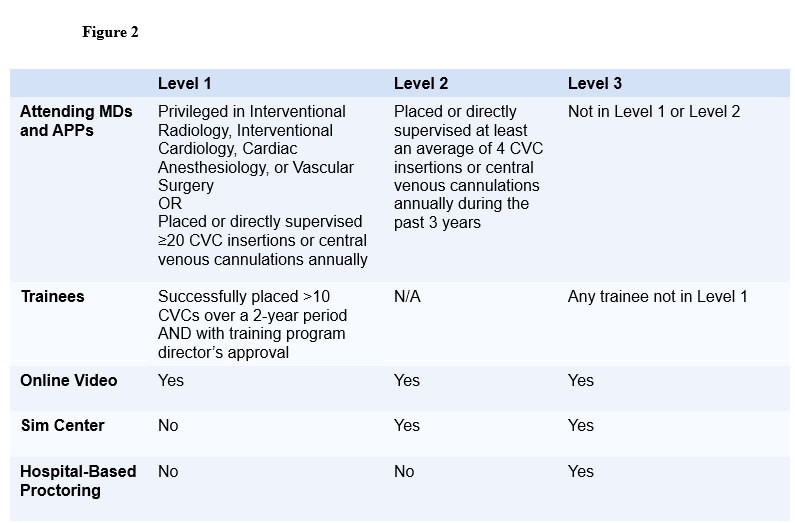 Figure 2
Level 1 Level 2 Level 3
Attending MDs
and APPs
Privileged in Interventional
Radiology, Interventional
Cardiology, Cardiac
Anesthesiology, or Vascular
Surgery
OR
Placed or directly supervised
≥20 CVC insertions or central
venous cannulations annually
Placed or directly
supervised at least
an average of 4 CVC
insertions or central
venous cannulations
annually during the
past 3 years
Not in Level 1 or Level 2
Trainees
Successfully placed >10
CVCs over a 2-year period
AND with training program
director’s approval
N/A
Any trainee not in Level 1
Online Video Yes Yes Yes
Sim Center No Yes Yes
Hospital-Based
Proctoring
No No Yes